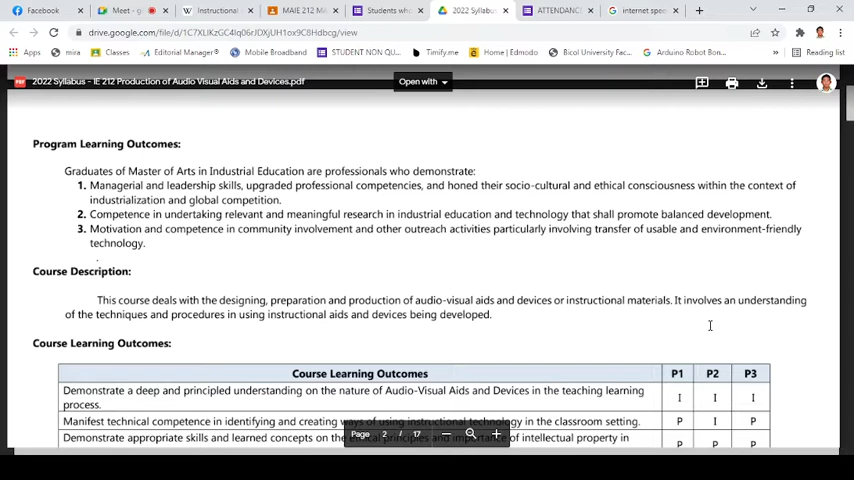 Facebook
Meet -
Instructional
MAIE 212 M
Students who
2022 Syllabus
ATTENDANC
internet spee
drive.google.com/file/d/1C7XLIKzGC4lq06rJOXjUH1ox9C8Hdbcg/view
Apps mira Classes Editorial Manager® Mobile Broadband STUDENT NON QU... Timify.me Home | Edmodo Bicol University Fac... Arduino Robot Bon... » Reading list
2022 Syllabus - IE 212 Production of Audio Visual Aids and Devices.pdf
Open with
Program Learning Outcomes:
Graduates of Master of Arts in Industrial Education are professionals who demonstrate:
1. Managerial and leadership skills, upgraded professional competencies, and honed their socio-cultural and ethical consciousness within the context of
industrialization and global competition.
2. Competence in undertaking relevant and meaningful research in industrial education and technology that shall promote balanced development.
3. Motivation and competence in community involvement and other outreach activities particularly involving transfer of usable and environment-friendly
technology.
.
Course Description:
This course deals with the designing, preparation and production of audio-visual aids and devices or instructional materials. It involves an understanding
of the techniques and procedures in using instructional aids and devices being developed.
Course Learning Outcomes:
Course Learning Outcomes P1 P2 P3
Demonstrate a deep and principled understanding on the nature of Audio-Visual Aids and Devices in the teaching learning
process. I I I
Manifest technical competence in identifying and creating ways of using instructional technology in the classroom setting. P I P
Demonstrate appropriate skills and learned concepts on the ethical principles and importance of intellectual property in P P P
Page 2 / 17